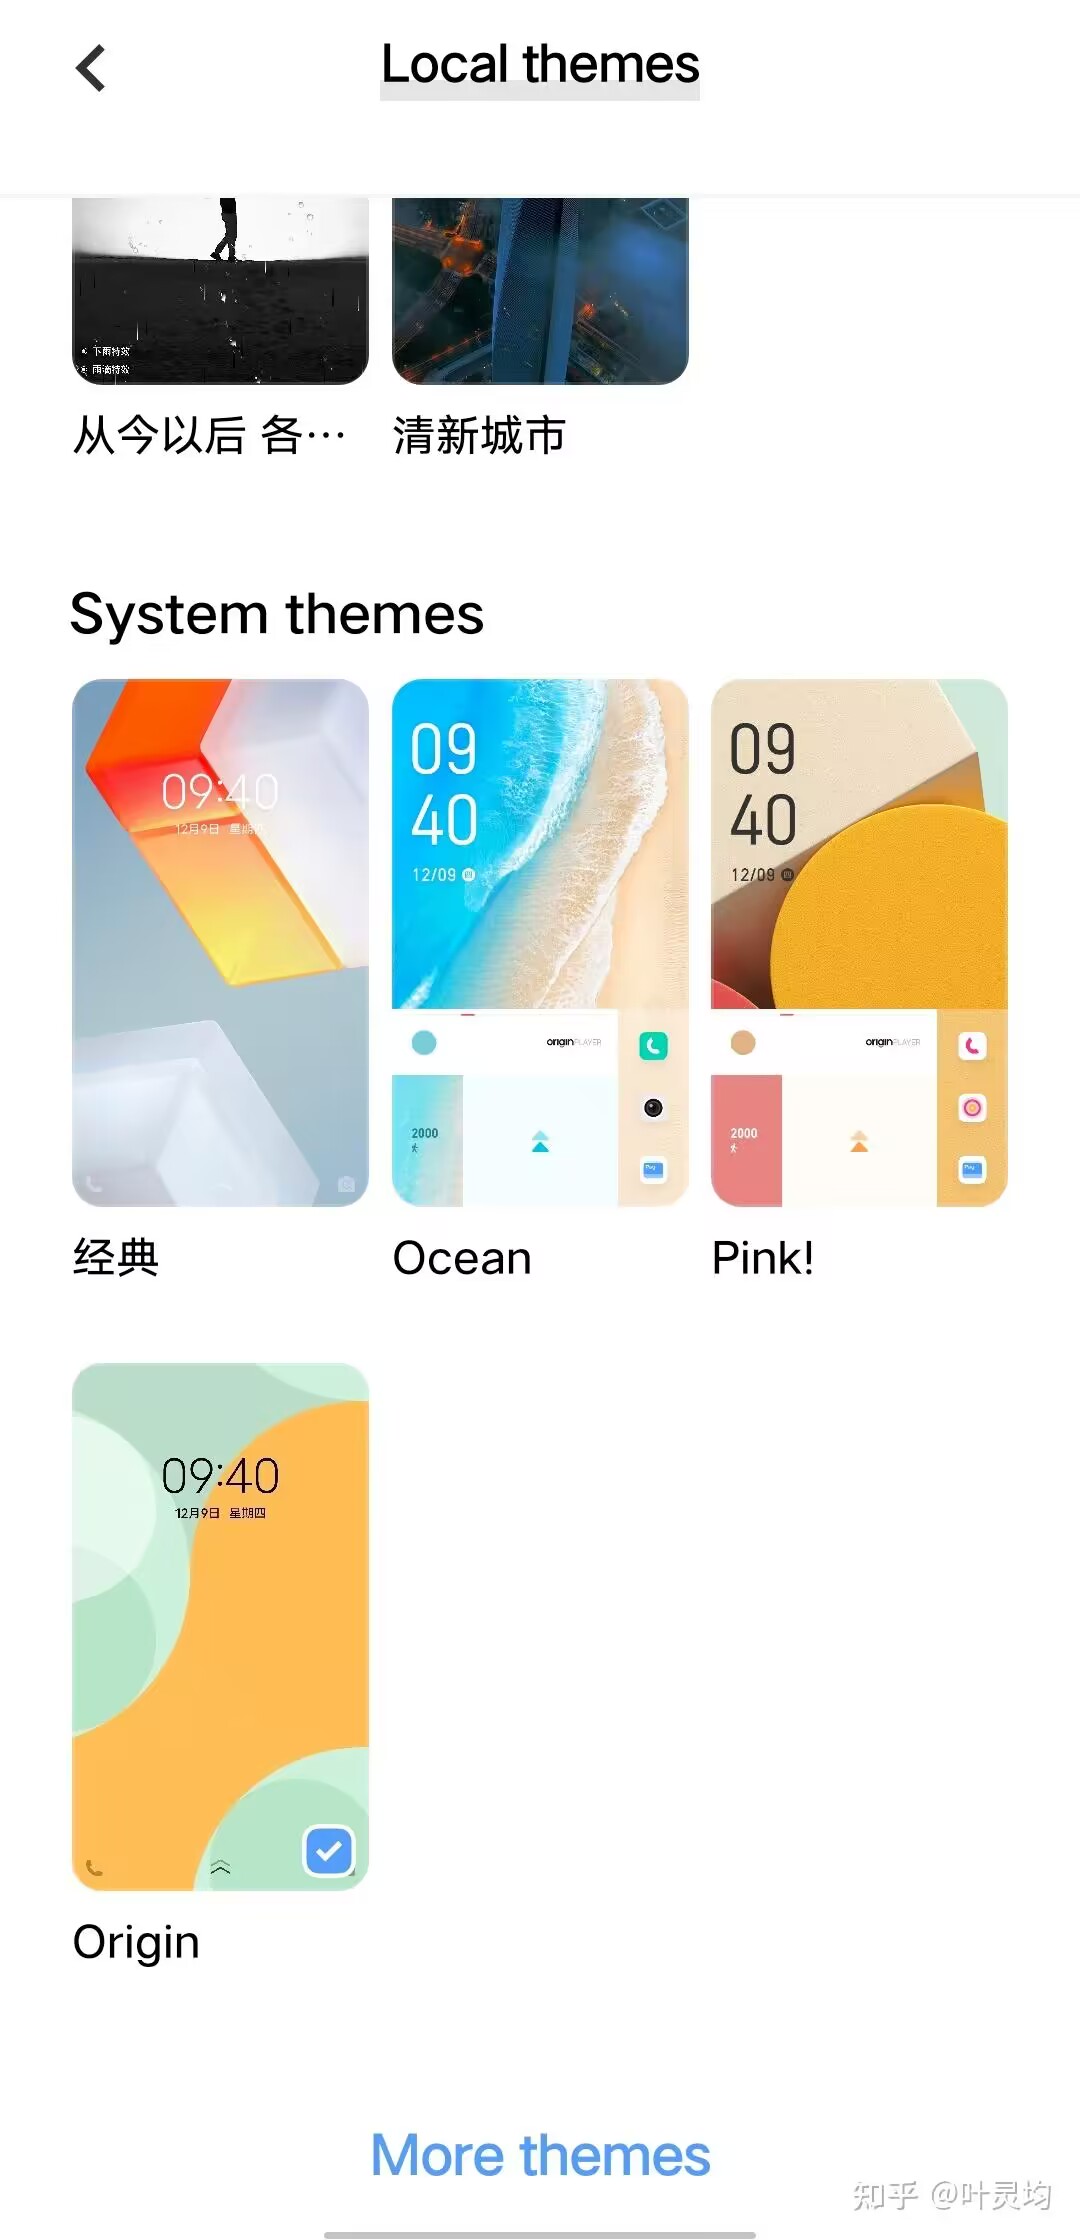 Local themes
下雨特效
雨滴特效
从今以后 各…
清新城市
System themes
09:40
12月9日 星期四
09
40
12/09 四
originPLAYER
2000
09
40
12/09 四
originPLAYER
2000
经典
Ocean
Pink!
09:40
12月9日 星期四
Origin
More themes
知乎 @叶灵均